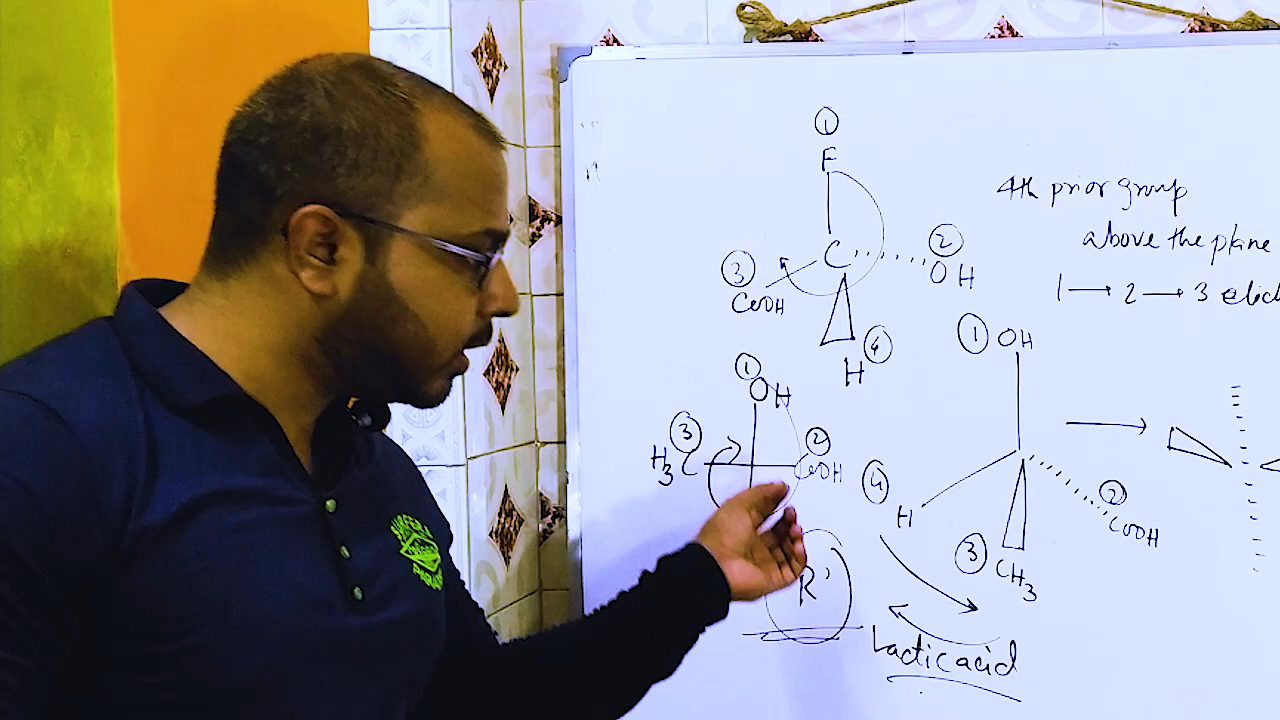 ①
F
C
②
OH
③
COOH
④
H
4th prior group
above the plane
1 → 2 → 3
①
OH
③
H3C
②
COOH
R'
①
OH
④
H
②
COOH
③
CH3
Lactic acid